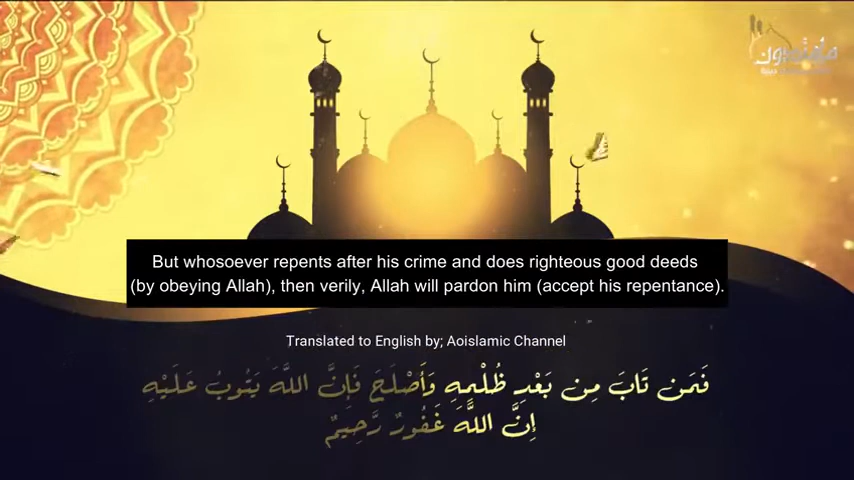 But whosoever repents after his crime and does righteous good deeds
(by obeying Allah), then verily, Allah will pardon him (accept his repentance).
Translated to English by; Aoislamic Channel
فَمَن تَابَ مِن بَعْدِ ظُلْمِهِ وَأَصْلَحَ فَإِنَّ اللَّهَ يَتُوبُ عَلَيْهِ
إِنَّ اللَّهَ غَفُورٌ رَّحِيمٌ